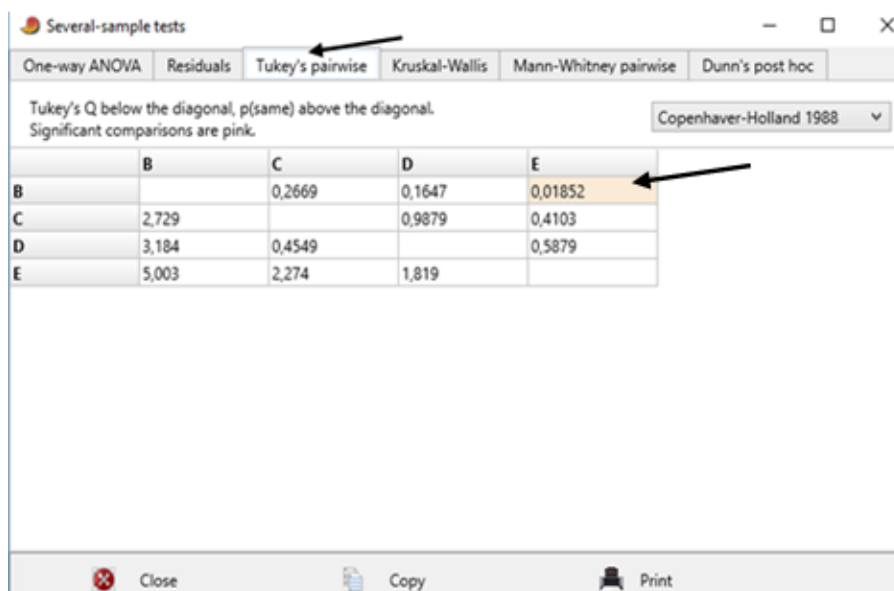 Several-sample tests
One-way ANOVA Residuals Tukey's pairwise Kruskal-Wallis Mann-Whitney pairwise Dunn's post hoc
Tukey's Q below the diagonal, p(same) above the diagonal.
Significant comparisons are pink.
Copenhaver-Holland 1988
B C D E
B 0,2669 0,1647 0,01852
C 2,729 0,9879 0,4103
D 3,184 0,4549 0,5879
E 5,003 2,274 1,819
Close Copy Print